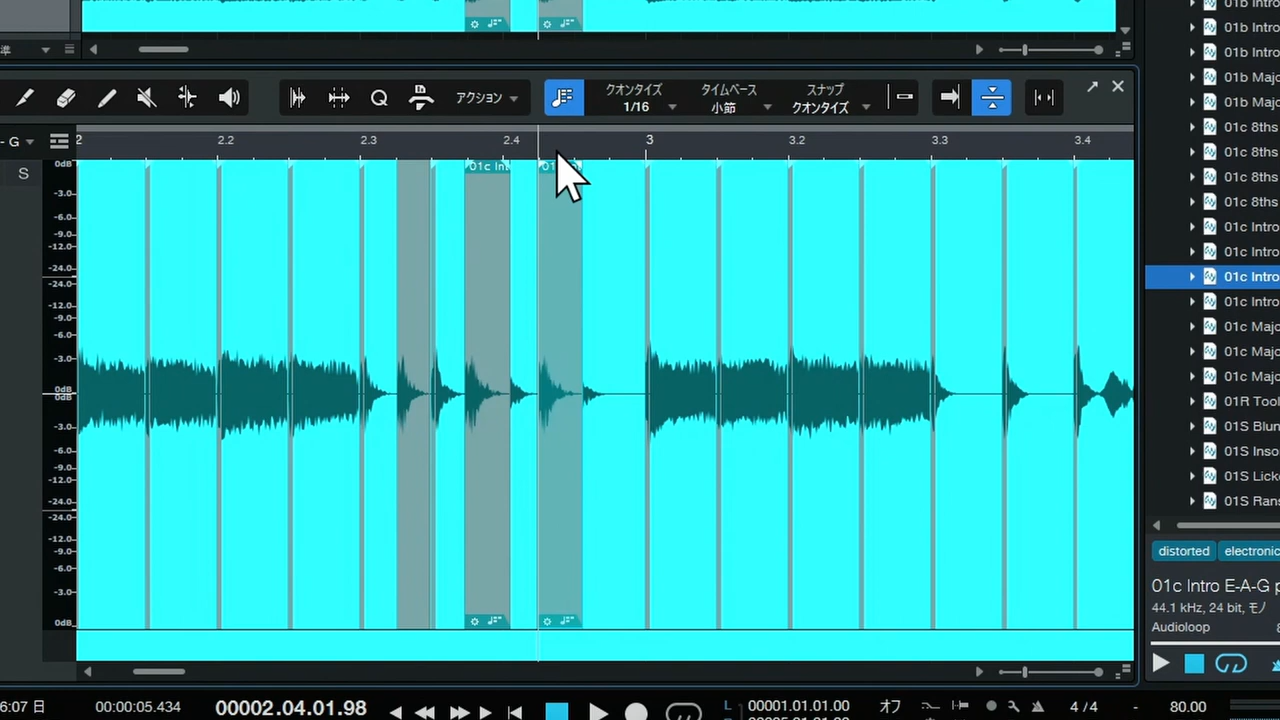 準
01b Intro
01b Intro
01b Majo
01b Majo
01c 8ths
01c 8ths
01c 8ths
01c 8ths
01c Intro
01c Intro
01c Intro
01c Intro
01c Majo
01c Majo
01c Majo
01R Tool
01S Blun
01S Inso
01S Licke
01S Rans
アクション
クオンタイズ
1/16
タイムベース
小節
スナップ
クオンタイズ
- G
2
2.2
2.3
2.4
3
3.2
3.3
3.4
S
01c Int
0dB
-3.0
-6.0
-9.0
-12.0
-24.0
-24.0
-12.0
-9.0
-6.0
-3.0
0dB
0dB
-3.0
-6.0
-9.0
-12.0
-24.0
-24.0
-12.0
-9.0
-6.0
-3.0
0dB
distorted
electronic
01c Intro E-A-G p
44.1 kHz, 24 bit, モノ
Audioloop
6:07 日
00:00:05.434
00002.04.01.98
L
00001.01.01.00
オフ
4 / 4
-
80.00